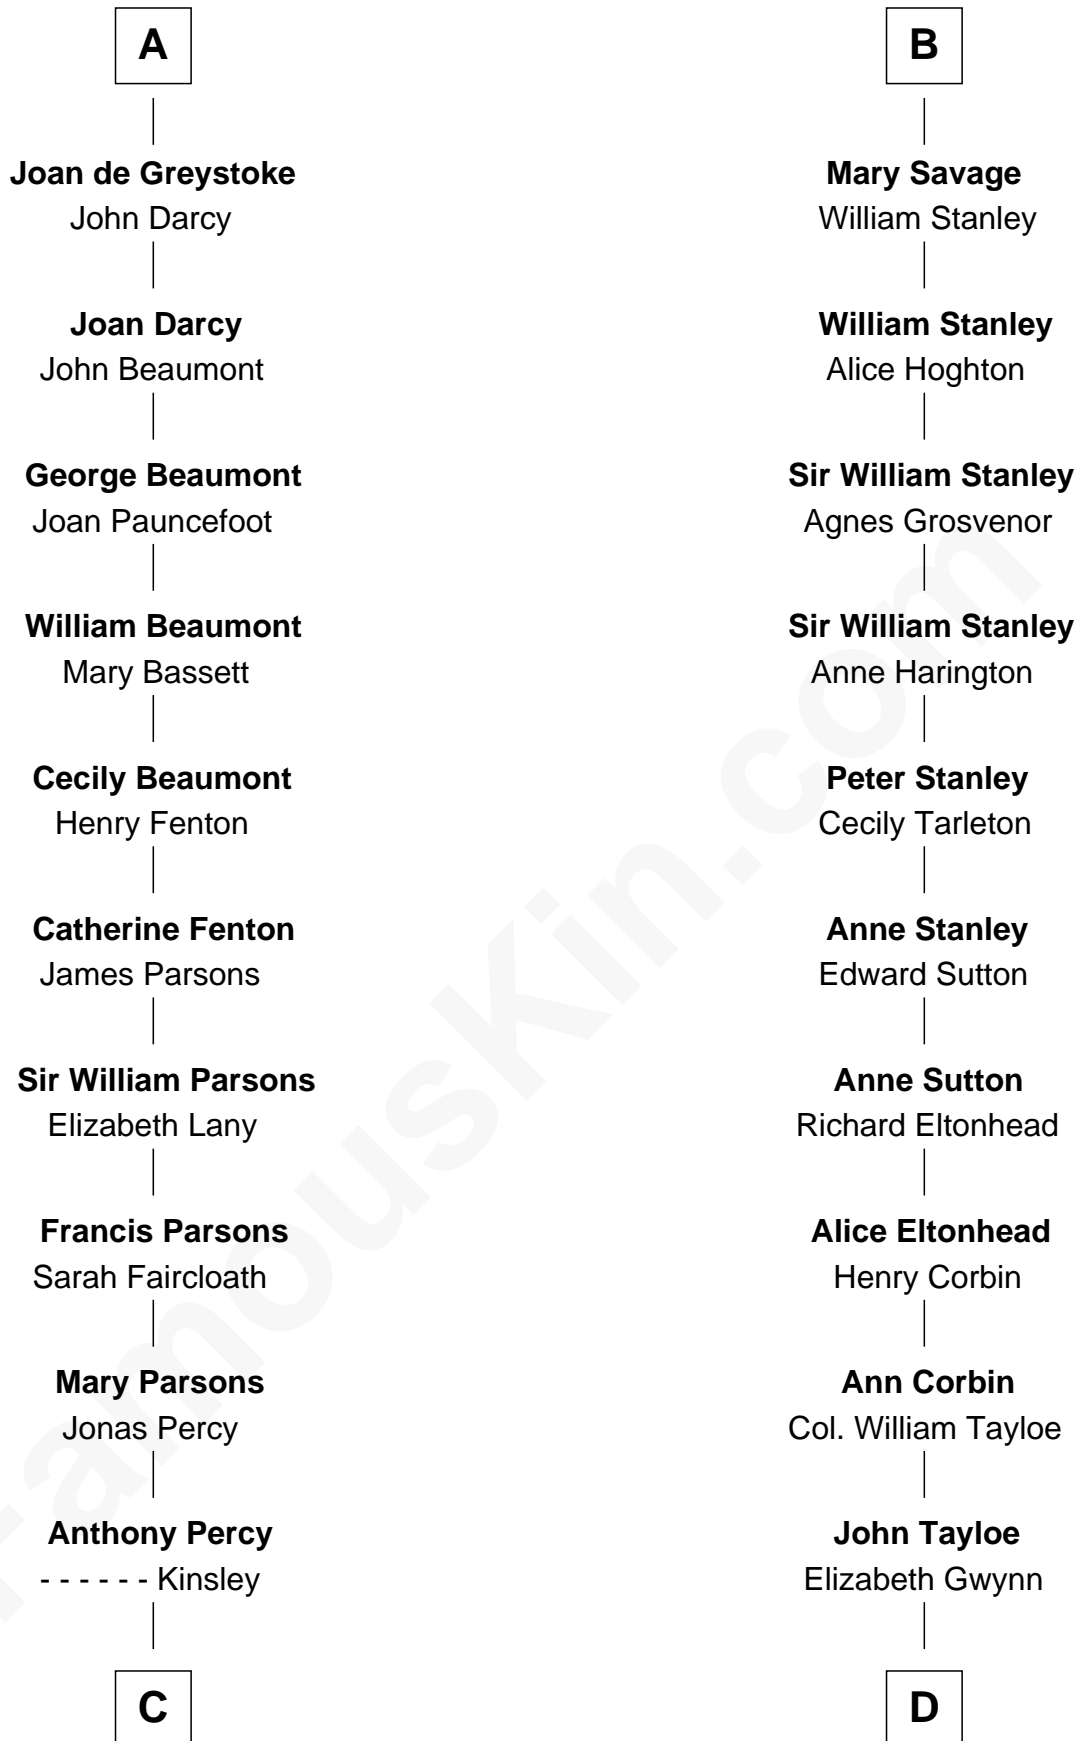 A
Joan de Greystoke
John Darcy
Joan Darcy
John Beaumont
George Beaumont
Joan Pauncefoot
William Beaumont
Mary Bassett
Cecily Beaumont
Henry Fenton
Catherine Fenton
James Parsons
Sir William Parsons
Elizabeth Lany
Francis Parsons
Sarah Faircloath
Mary Parsons
Jonas Percy
Anthony Percy
- - - - - - Kinsley
C
B
Mary Savage
William Stanley
William Stanley
Alice Hoghton
Sir William Stanley
Agnes Grosvenor
Sir William Stanley
Anne Harington
Peter Stanley
Cecily Tarleton
Anne Stanley
Edward Sutton
Anne Sutton
Richard Eltonhead
Alice Eltonhead
Henry Corbin
Ann Corbin
Col. William Tayloe
John Tayloe
Elizabeth Gwynn
D
FamousKin.com